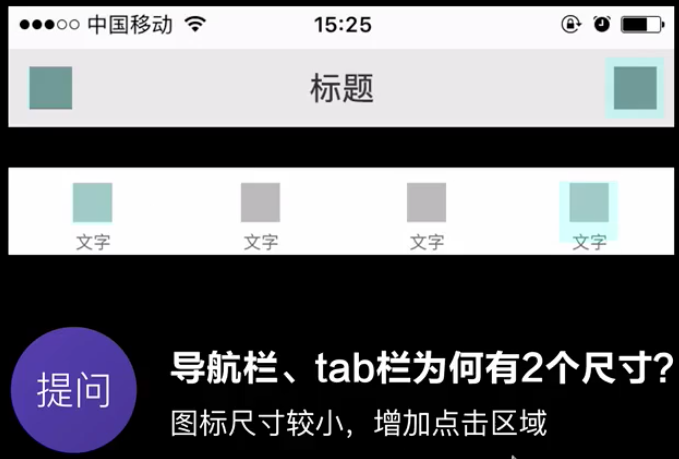 中国移动 15:25
标题
文字 文字 文字 文字
提问
导航栏、tab栏为何有2个尺寸?
图标尺寸较小，增加点击区域